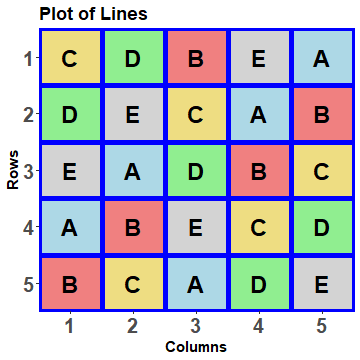 Plot of Lines
Rows
1 C D B E A
2 D E C A B
3 E A D B C
4 A B E C D
5 B C A D E
1 2 3 4 5
Columns